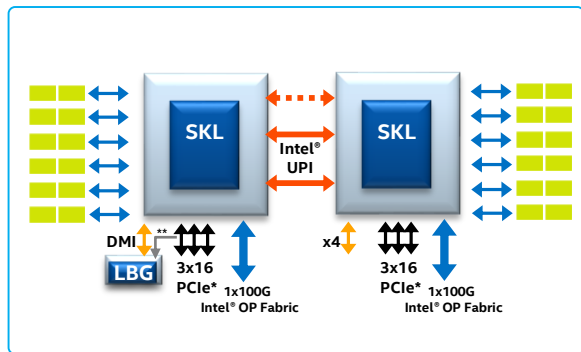 SKL
SKL
Intel®
UPI
DMI
**
x4
LBG
3x16
PCIe*
1x100G
Intel® OP Fabric
3x16
PCIe*
1x100G
Intel® OP Fabric